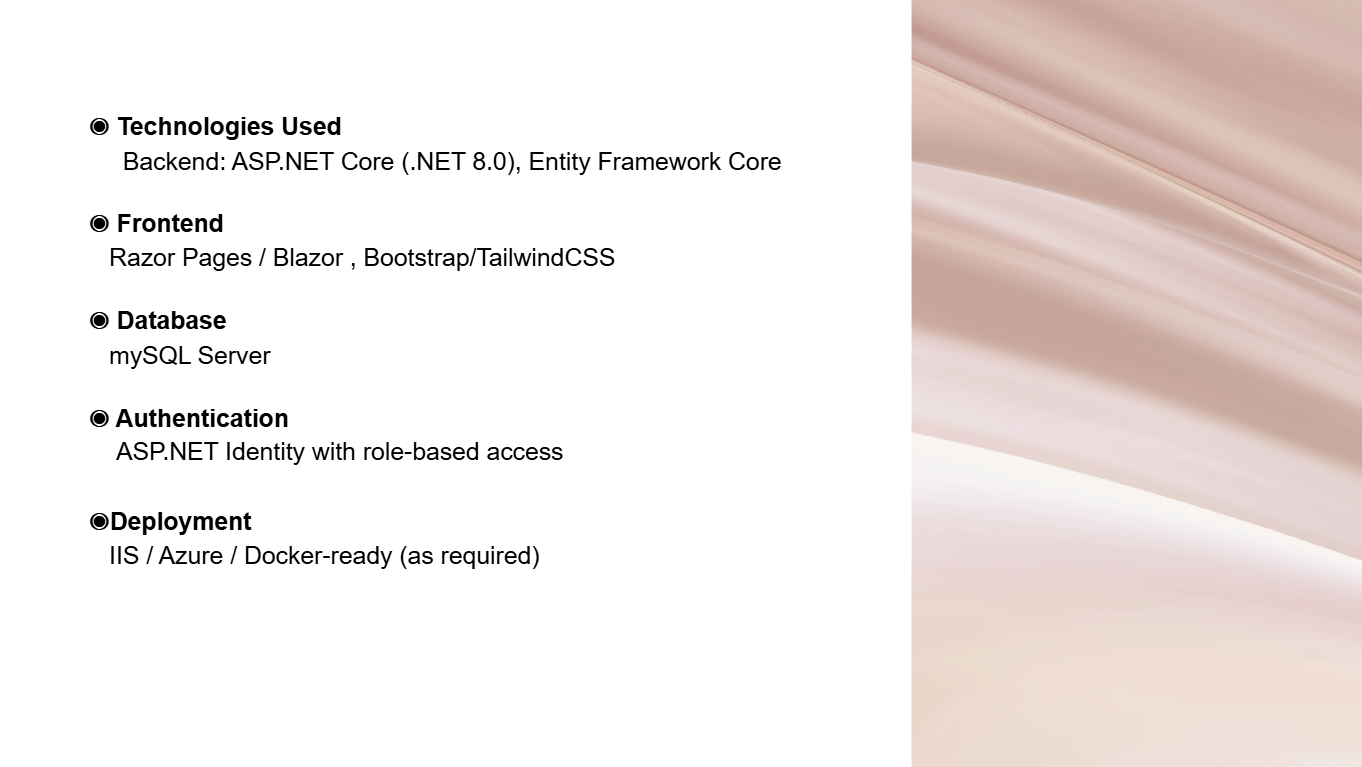 ◉ Technologies Used
Backend: ASP.NET Core (.NET 8.0), Entity Framework Core
◉ Frontend
Razor Pages / Blazor , Bootstrap/TailwindCSS
◉ Database
mySQL Server
◉ Authentication
ASP.NET Identity with role-based access
◉Deployment
IIS / Azure / Docker-ready (as required)